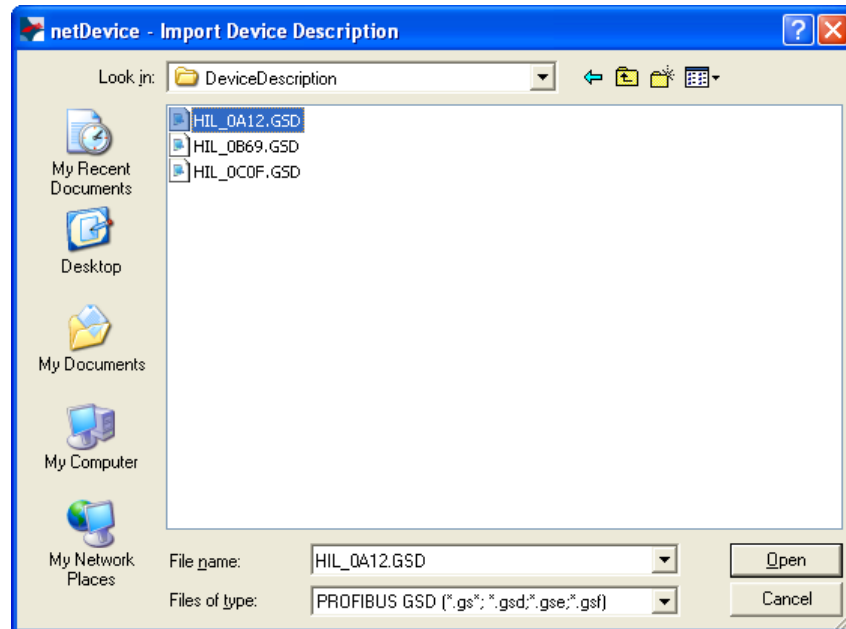 netDevice - Import Device Description
Look in:
DeviceDescription
HIL_0A12.GSD
HIL_0B69.GSD
HIL_0C0F.GSD
My Recent
Documents
Desktop
My Documents
My Computer
My Network
Places
File name:
HIL_0A12.GSD
Open
Files of type:
PROFIBUS GSD (*.gs*; *.gsd;*.gse;*.gsf)
Cancel